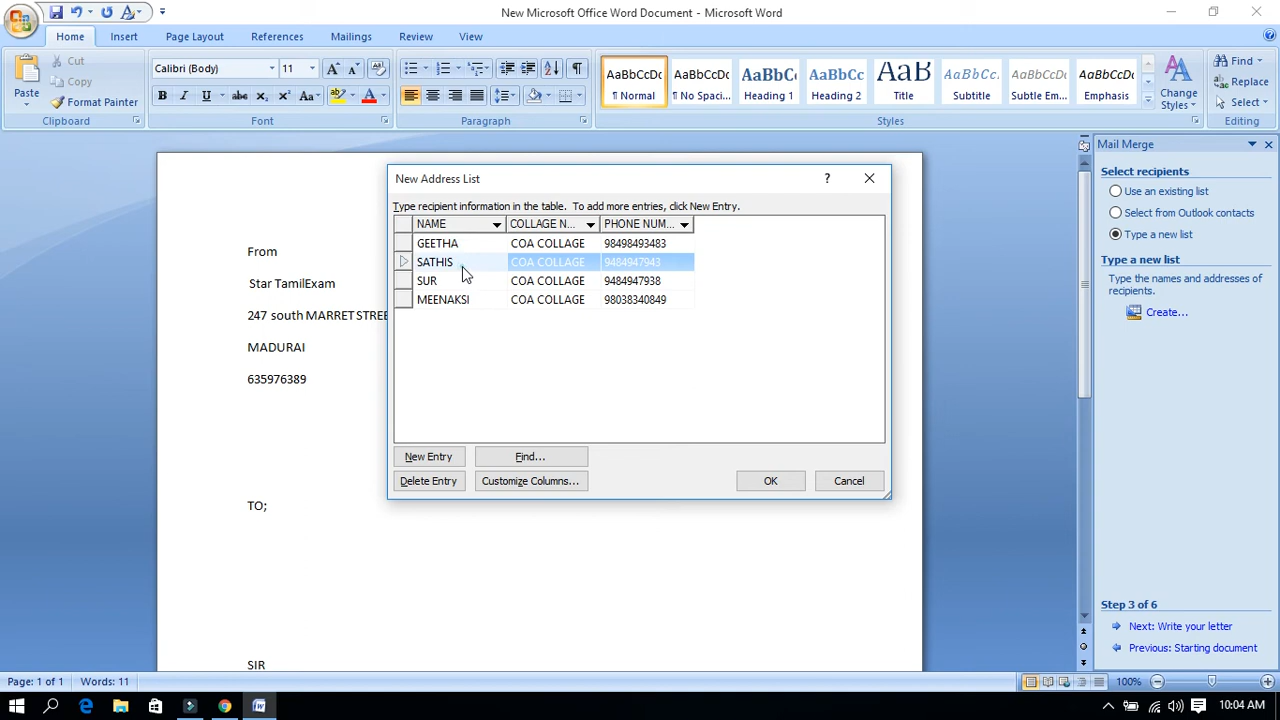 New Microsoft Office Word Document - Microsoft Word
Home Insert Page Layout References Mailings Review View
Paste
Cut
Copy
Format Painter
Clipboard
Calibri (Body) 11
B I U abc x₂ x² Aa
Font
Paragraph
AaBbCcDc AaBbCcDc AaBbC AaBbCc AaB AaBbCc. AaBbCcDc AaBbCcDc
¶ Normal ¶ No Spaci... Heading 1 Heading 2 Title Subtitle Subtle Em... Emphasis
Styles
Change Styles
Find
Replace
Select
Editing
From
Star TamilExam
247 south MARRET STREE
MADURAI
635976389
TO;
SIR
New Address List
Type recipient information in the table. To add more entries, click New Entry.
NAME COLLAGE N... PHONE NUM...
GEETHA COA COLLAGE 98498493483
SATHIS COA COLLAGE 9484947943
SUR COA COLLAGE 9484947938
MEENAKSI COA COLLAGE 98038340849
New Entry Find...
Delete Entry Customize Columns... OK Cancel
Mail Merge
Select recipients
Use an existing list
Select from Outlook contacts
Type a new list
Type a new list
Type the names and addresses of
recipients.
Create...
Step 3 of 6
Next: Write your letter
Previous: Starting document
Page: 1 of 1 Words: 11 100%
10:04 AM